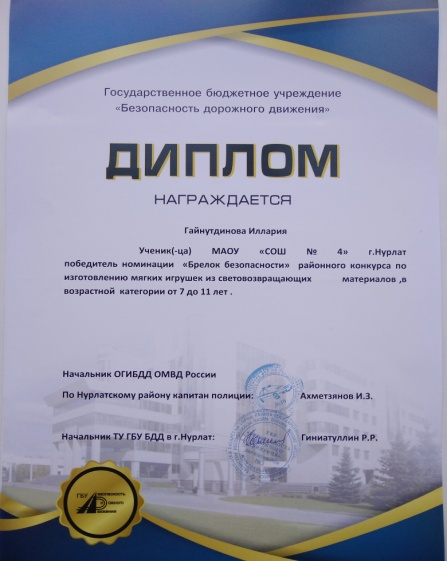 Государственное бюджетное учреждение
«Безопасность дорожного движения»
ДИПЛОМ
НАГРАЖДАЕТСЯ
Гайнутдинова Иллария
Ученик(-ца) МАОУ «СОШ № 4» г.Нурлат
победитель номинации «Брелок безопасности» районного конкурса по
изготовлению мягких игрушек из световозвращающих материалов ,в
возрастной категории от 7 до 11 лет .
Начальник ОГИБДД ОМВД России
По Нурлатскому району капитан полиции: Ахметзянов И.З.
Начальник ТУ ГБУ БДД в г.Нурлат: Гиниатуллин Р.Р.
ГБУ